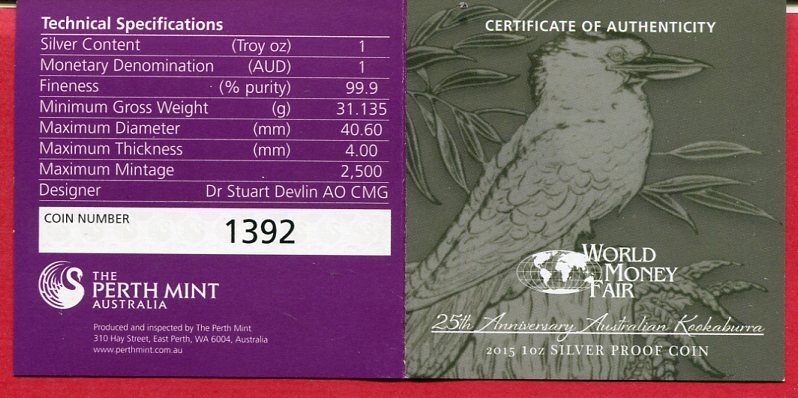 Technical Specifications
Silver Content (Troy oz) 1
Monetary Denomination (AUD) 1
Fineness (% purity) 99.9
Minimum Gross Weight (g) 31.135
Maximum Diameter (mm) 40.60
Maximum Thickness (mm) 4.00
Maximum Mintage 2,500
Designer Dr Stuart Devlin AO CMG
COIN NUMBER 1392
THE
PERTH MINT
AUSTRALIA
Produced and inspected by The Perth Mint
310 Hay Street, East Perth, WA 6004, Australia
www.perthmint.com.au
CERTIFICATE OF AUTHENTICITY
WORLD
MONEY
FAIR
25th Anniversary Australian Kookaburra
2015 1oz SILVER PROOF COIN